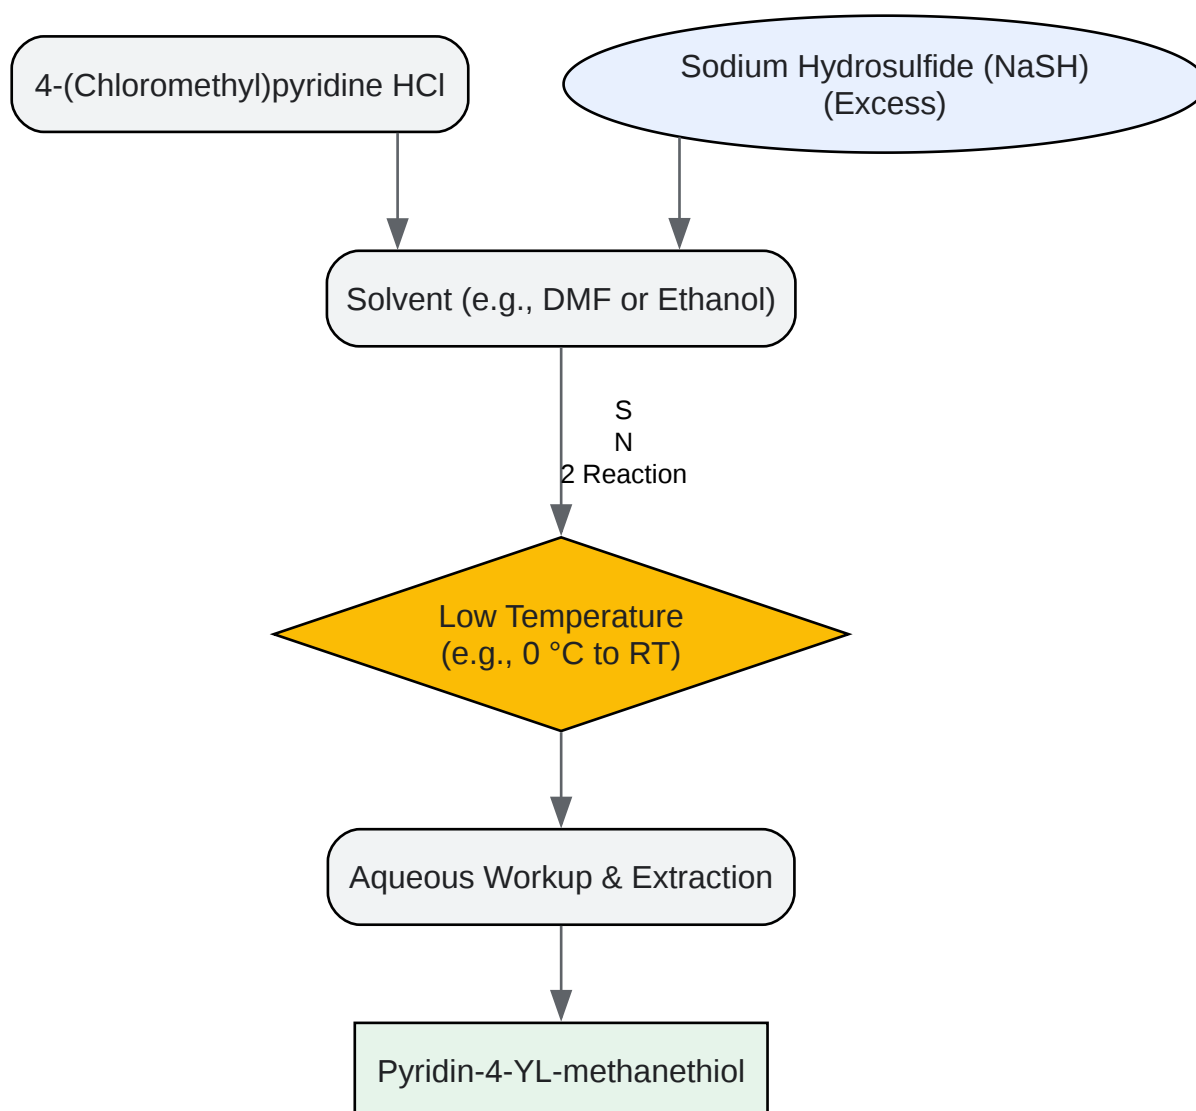 4-(Chloromethyl)pyridine HCl
Sodium Hydrosulfide (NaSH)
(Excess)
Solvent (e.g., DMF or Ethanol)
S
N
2 Reaction
Low Temperature
(e.g., 0 °C to RT)
Aqueous Workup & Extraction
Pyridin-4-YL-methanethiol